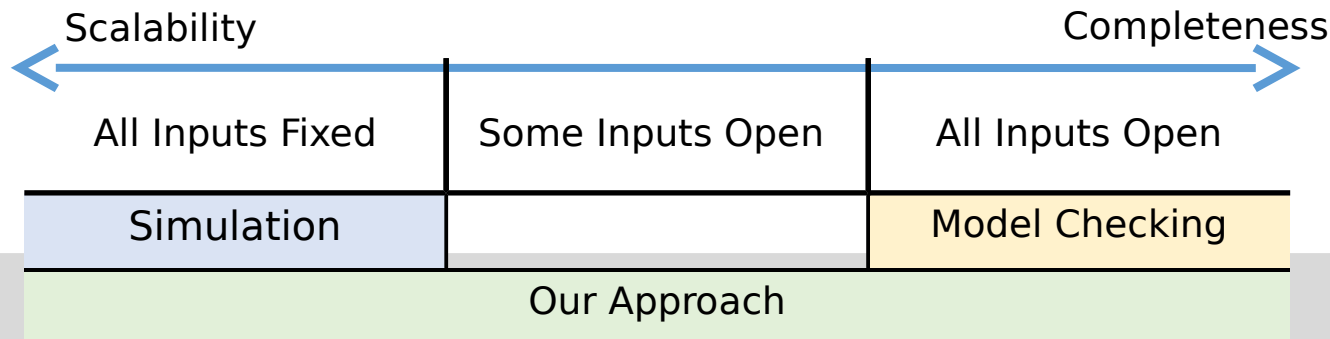 Scalability
Completeness
All Inputs Fixed
Some Inputs Open
All Inputs Open
Simulation
Model Checking
Our Approach